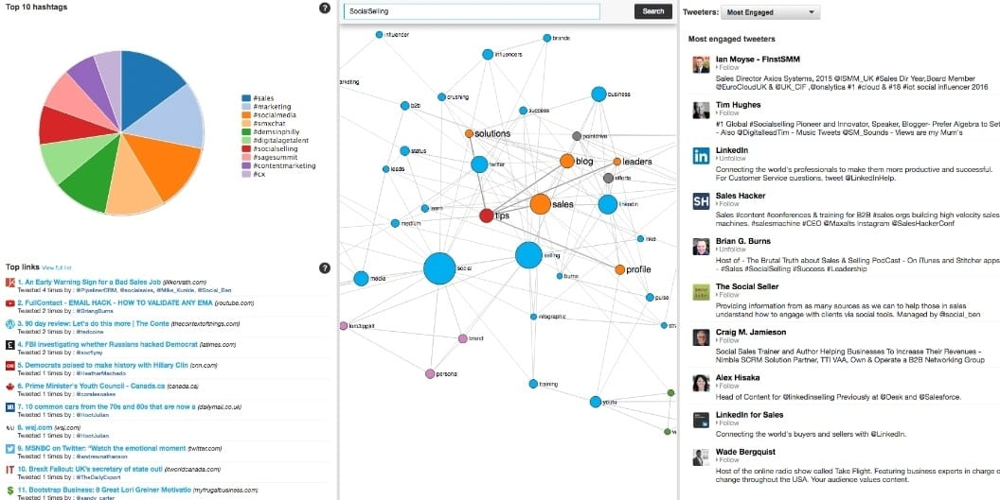 Top 10 hashtags
?
#sales
#marketing
#socialmedia
#smxchat
#demsinphilly
#digitalagetalent
#socialselling
#sagesummit
#contentmarketing
#cx
Top links View full list
?
1. An Early Warning Sign for a Bad Sales Job (jillkonrath.com)
Tweeted 4 times by : @PipelinerCRM, @socialsales, @Mike_Kunkle, @Social_Ben
2. FullContact - EMAIL HACK - HOW TO VALIDATE ANY EMA (youtube.com)
Tweeted 2 times by : @BriangBurns
3. 90 day review: Let's do this more | The Conte (thecontextofthings.com)
Tweeted 2 times by : @tedcoine
4. FBI investigating whether Russians hacked Democrat (latimes.com)
Tweeted 1 times by :
5. Democrats poised to make history with Hillary Clin (cnn.com)
Tweeted 1 times by : @HeatherMachado
6. Prime Minister's Youth Council - Canada.ca (canada.ca)
Tweeted 1 times by :
7. 10 common cars from the 70s and 80s that are now a (dailymail.co.uk)
Tweeted 1 times by : @HootJulian
8. wsj.com (wsj.com)
Tweeted 1 times by : @HootJulian
9. MSNBC on Twitter: "Watch the emotional moment (twitter.com)
Tweeted 1 times by : @andrewnathanson
IT
10. Brexit Fallout: UK's secretary of state outl (itworldcanada.com)
Tweeted 1 times by : @TheDailyExport
$
11. Bootstrap Business: 8 Great Lori Greiner Motivatio (myfrugalbusiness.com)
Tweeted 1 times by : @sandy_carter
SocialSelling
Search
influencer
brands
influencers
arketing
crushing
business
b2b
success
solutions
pointdrive
status
blog
leaders
leads
twitter
efforts
learn
tips
sales
linkedin
medium
inkd
selling
social
media
bums
profile
pulse
infographic
brand
personal
training
youtu
Tweeters:
Most Engaged
Most engaged tweeters
Ian Moyse - FInstSMM
Follow
Sales Director Axios Systems, 2015 @ISMM_UK #Sales Dir Year,Board Member
@EuroCloudUK & @UK_CIF ,@onalytica #1 #cloud & #18 #iot social influencer 2016
Tim Hughes
Follow
#1 Global #Socialselling Pioneer and Innovator, Speaker, Blogger- Prefer Algebra to Set
- Also @DigitalleadTim - Music Tweets @SM_Sounds - Views are my Mum's
in
LinkedIn
Follow
Connecting the world's professionals to make them more productive and successful.
For Customer Service questions, tweet @LinkedInHelp.
SH
Sales Hacker
Follow
Sales #content #conferences & training for B2B #sales orgs building high velocity sales
machines. #salesmachine #CEO @MaxAlts Instagram @SalesHackerConf
Brian G. Burns
Unfollow
Host of - The Brutal Truth about Sales & Selling PodCast - On iTunes and Stitcher apps
- #Sales #SocialSelling #Success #Leadership
The Social Seller
Follow
Providing information from as many sources as we can to help those in sales
understand how to engage with clients via social tools. Managed by @social_ben
Craig M. Jamieson
Follow
Social Sales Trainer and Author Helping Businesses To Increase Their Revenues -
Nimble SCRM Solution Partner, TTI VAA, Own & Operate a B2B Networking Group
Alex Hisaka
Follow
Head of Content for @linkedinselling Previously at @Desk and @Salesforce.
LinkedIn for Sales
Follow
Connecting the world's buyers and sellers with @LinkedIn.
Wade Bergquist
Follow
Host of the online radio show called Take Flight. Featuring business experts in charge o
change throughout the USA. Your audience values content.